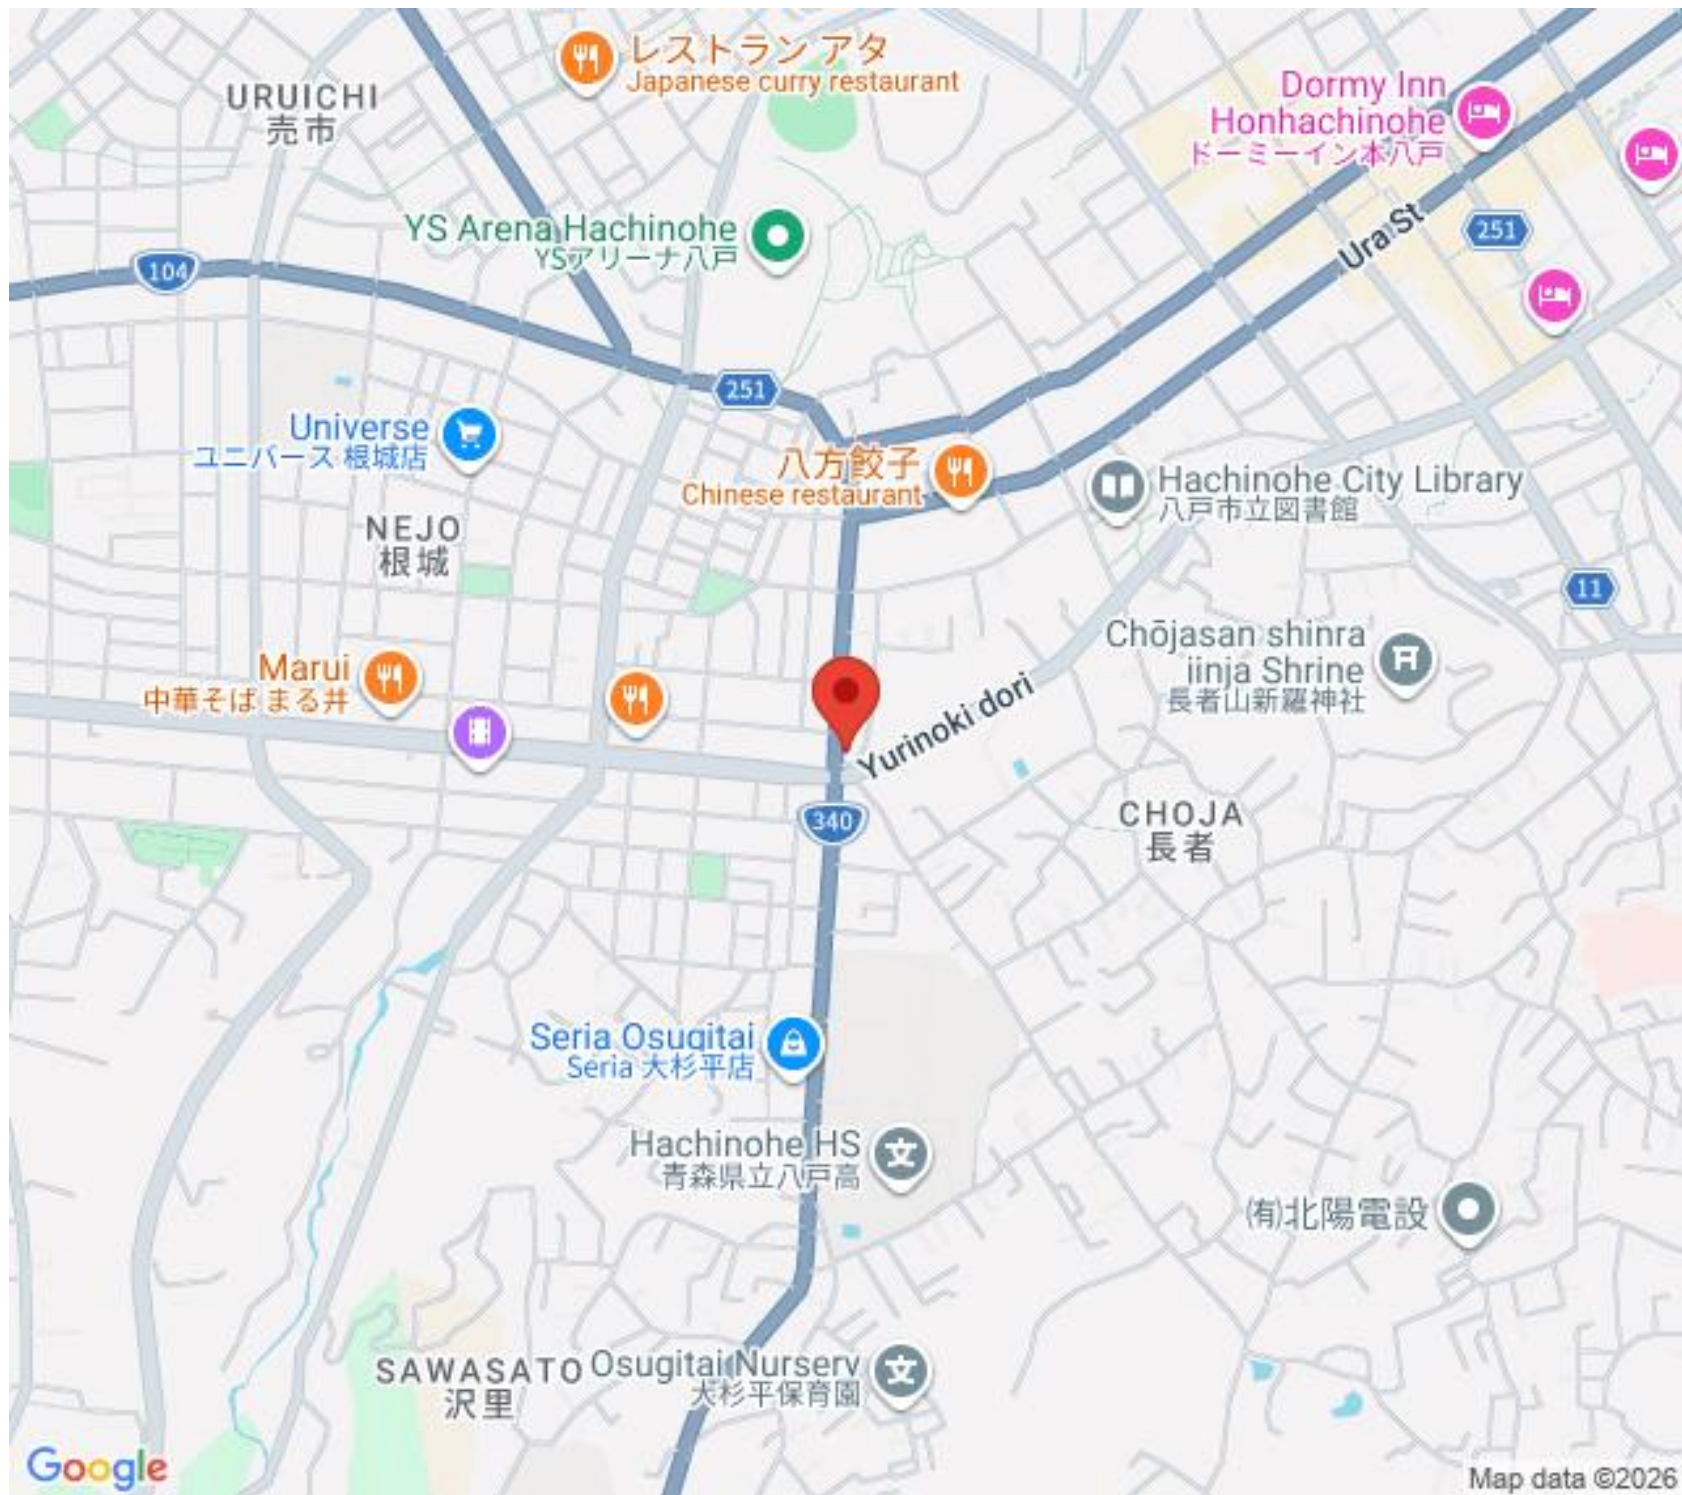 レストラン アタ
Japanese curry restaurant
URUICHI
売市
Dormy Inn
Honhachinohe
ドーミーイン本八戸
YS Arena Hachinohe
YSアリーナ八戸
Ura St
251
104
251
Universe
ユニバース 根城店
八方餃子
Chinese restaurant
Hachinohe City Library
八戸市立図書館
NEJO
根城
11
Chōjasan shinra
jinja Shrine
長者山新羅神社
Marui
中華そば まる井
Yurinoki dori
340
CHOJA
長者
Seria Osugitai
Seria 大杉平店
Hachinohe HS
青森県立八戸高
文
㈲北陽電設
SAWASATO
沢里
Osugitai Nursery
大杉平保育園
文
Google
Map data ©2026